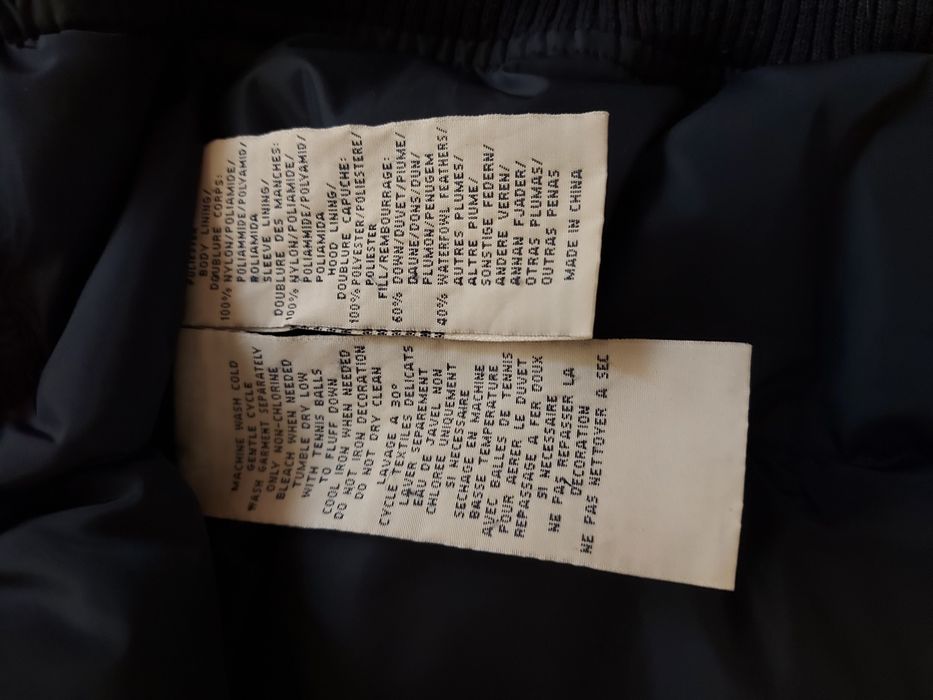 BODY LINING/
DOUBLURE CORPS:
100% NYLON/POLIAMIDE/
POLIAMMIDE/POLYAMID/
POLIAMIDA
SLEEVE LINING/
DOUBLURE DES MANCHES:
100% NYLON/POLIAMIDE/
POLIAMMIDE/POLYAMID/
POLIAMIDA
HOOD LINING/
DOUBLURE CAPUCHE:
100% POLYESTER/POLIESTERE/
POLIESTER
FILL/REMBOURRAGE:
60% DOWN/DUVET/PIUME/
DAUNE/DONS/DUN/
PLUMON/PENUGEM
40% WATERFOWL FEATHERS/
AUTRES PLUMES/
ALTRE PIUME/
SONSTIGE FEDERN/
ANDERE VEREN/
ANNAN FJADER/
OTRAS PLUMAS/
OUTRAS PENAS
MADE IN CHINA
MACHINE WASH COLD
GENTLE CYCLE
WASH GARMENT SEPARATELY
ONLY NON-CHLORINE
BLEACH WHEN NEEDED
TUMBLE DRY LOW
WITH TENNIS BALLS
TO FLUFF DOWN
COOL IRON WHEN NEEDED
DO NOT IRON DECORATION
DO NOT DRY CLEAN
LAVAGE A 30°
CYCLE TEXTILES DELICATS
LAVER SEPAREMENT
EAU DE JAVEL NON
CHLOREE UNIQUEMENT
SI NECESSAIRE
SECHAGE EN MACHINE
BASSE TEMPERATURE
AVEC BALLES DE TENNIS
POUR AERER LE DUVET
REPASSAGE A FER DOUX
SI NECESSAIRE
NE PAS REPASSER LA
DECORATION
NE PAS NETTOYER A SEC